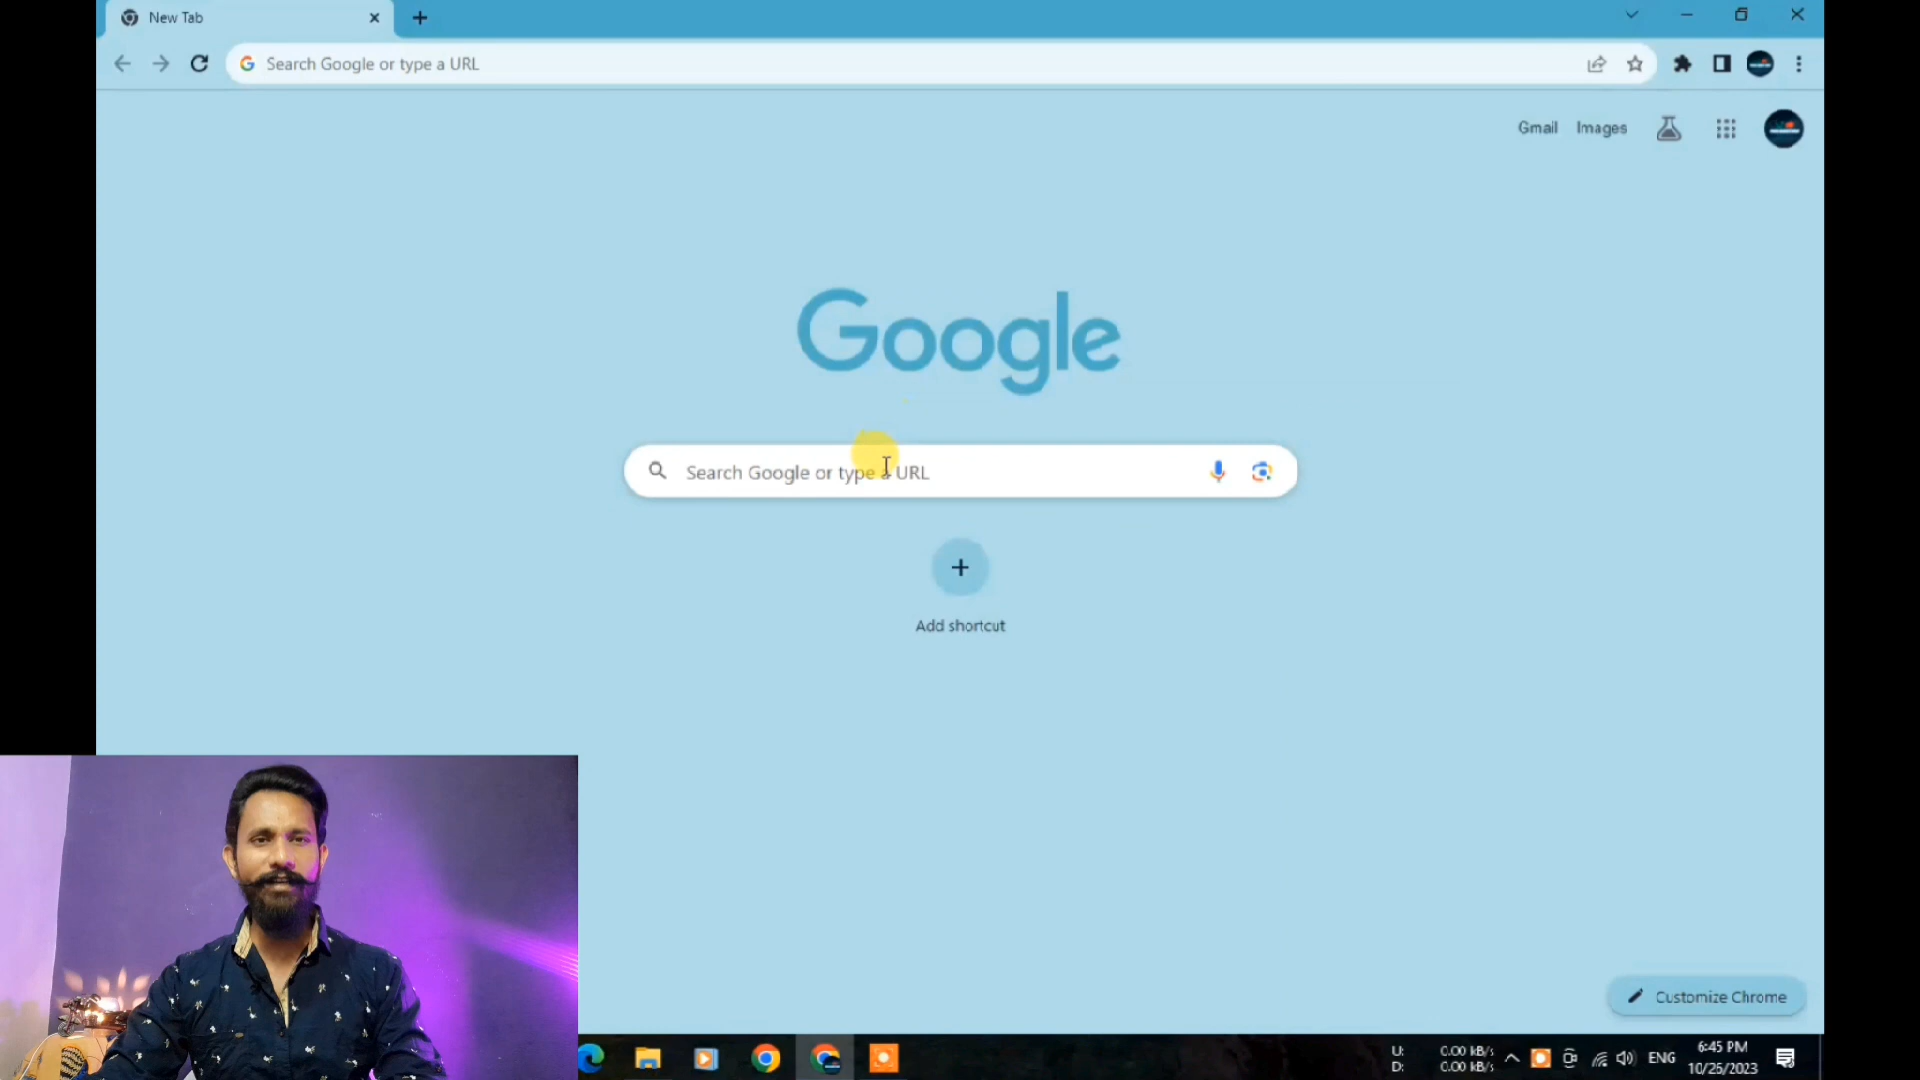 New Tab
Search Google or type a URL
Gmail Images
Google
Search Google or type a URL
Add shortcut
Customize Chrome
U: 0.00 kB/s
D: 0.00 kB/s
ENG
6:45 PM
10/26/2023